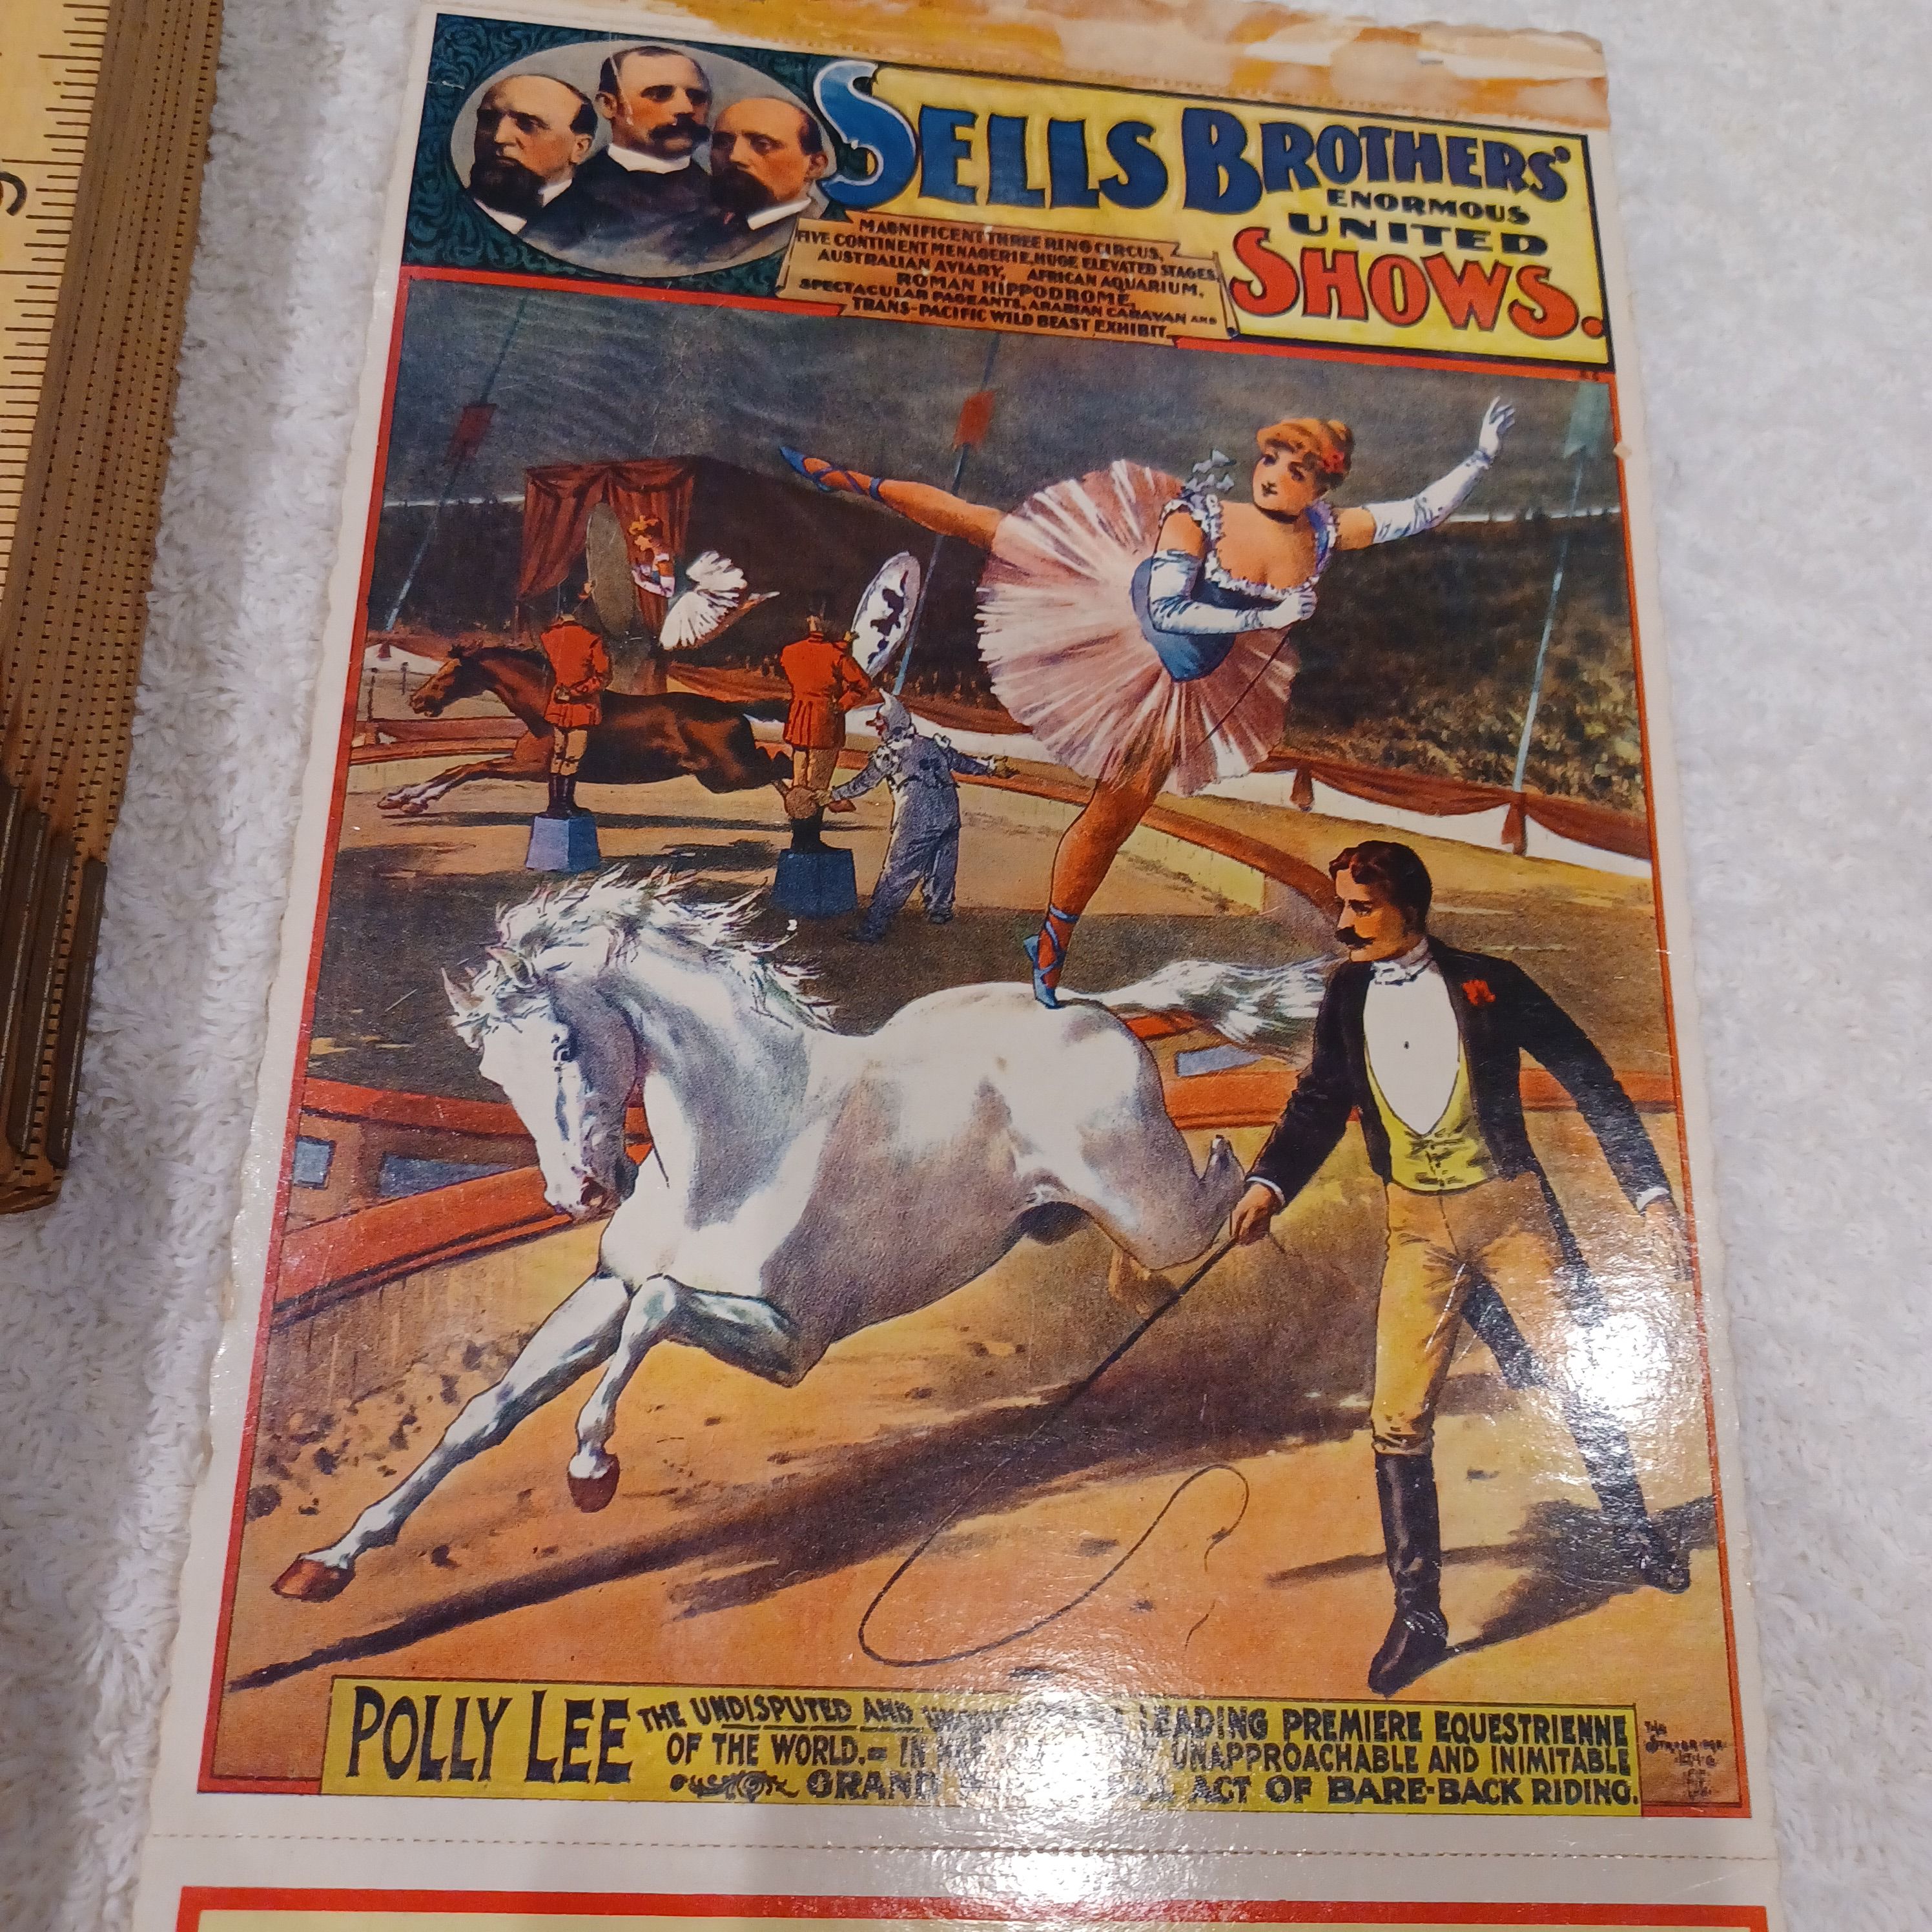 SELLS BROTHERS'
ENORMOUS
UNITED
SHOWS.
MAGNIFICENT THREE RING CIRCUS,
FIVE CONTINENT MENAGERIE, HUGE ELEVATED STAGES,
AUSTRALIAN AVIARY, AFRICAN AQUARIUM,
ROMAN HIPPODROME,
SPECTACULAR PAGEANTS, ARABIAN CARAVAN AND
TRANS-PACIFIC WILD BEAST EXHIBIT.
POLLY LEE THE UNDISPUTED AND LEADING PREMIERE EQUESTRIENNE
OF THE WORLD.= IN UNAPPROACHABLE AND INIMITABLE
GRAND ACT OF BARE-BACK RIDING.